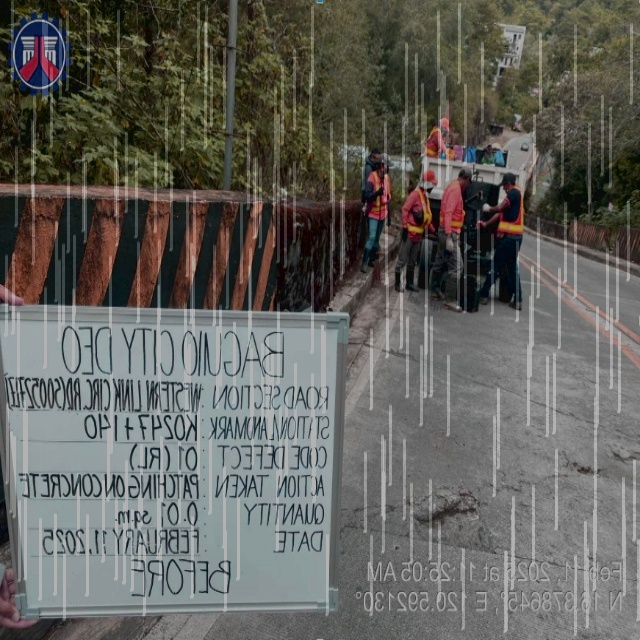 BAGUIO CITY DEO
ROAD SECTION : WESTERN LINK CIRC RD
STATION/LANDMARK : K0247+140
CODE DEFECT : 01 (RL)
ACTION TAKEN : PATCHING ON CONCRETE
QUANTITY : 0.01 sq.m
DATE : FEBRUARY 11, 2025
BEFORE
Feb 11, 2025 at 11:26:05 AM
N 16.378645°, E 120.592130°